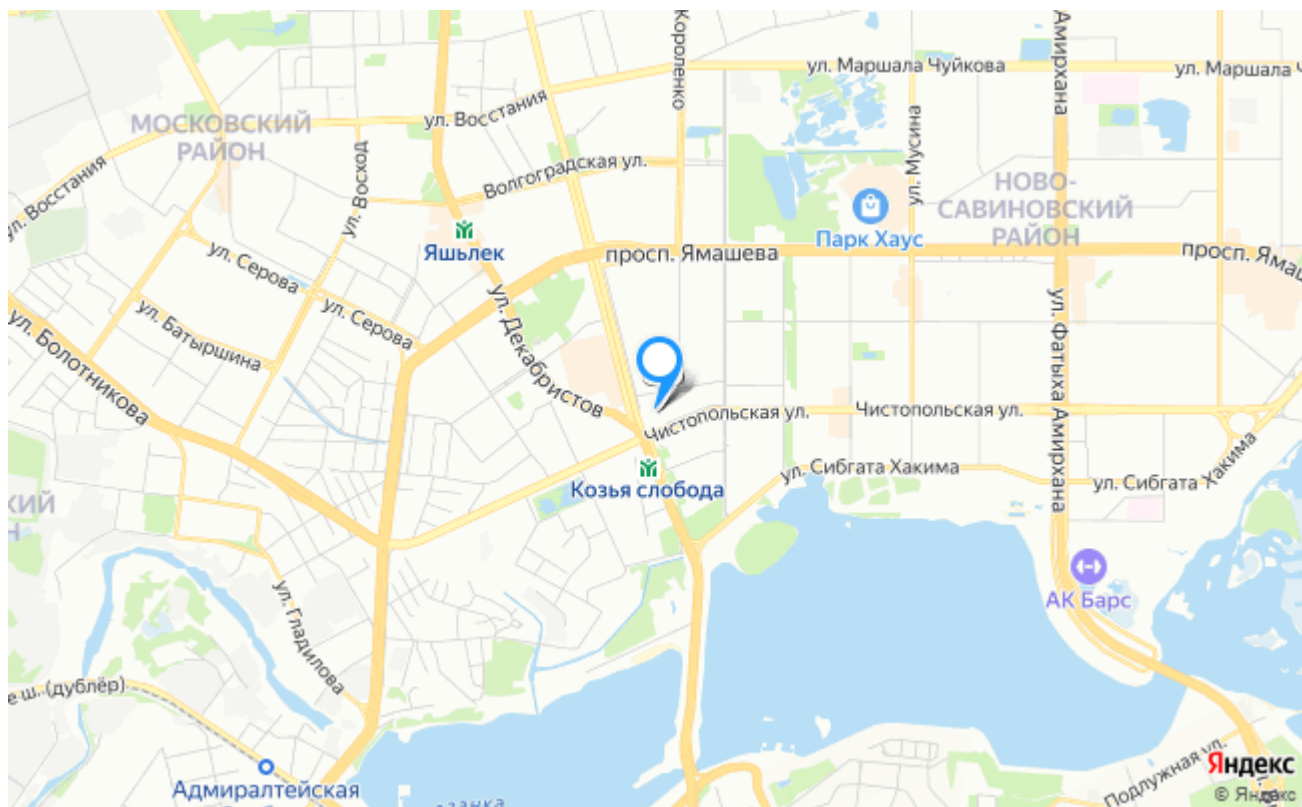 Короленко
Амирхана
ул. Маршала Чуйкова
ул. Маршала Ч
ул. Восстания
МОСКОВСКИЙ
РАЙОН
ул. Мусина
ул. Восход
Волгоградская ул.
ул. Восстания
НОВО-
САВИНОВСКИЙ
РАЙОН
Яшьлек
Парк Хаус
просп. Ямашева
просп. Ямаш
ул. Серова
ул. Серова
ул. Батыршина
ул. Болотникова
ул. Декабристов
ул. Фатыха Амирхана
Чистопольская ул.
Чистопольская ул.
ул. Сибгата Хакима
ул. Сибгата Хакима
Козья слобода
КИЙ
Н
АК Барс
ул. Гладилова
е ш. (дублёр)
Адмиралтейская
занка
Подлужная ул.
Яндекс
© Яндекс